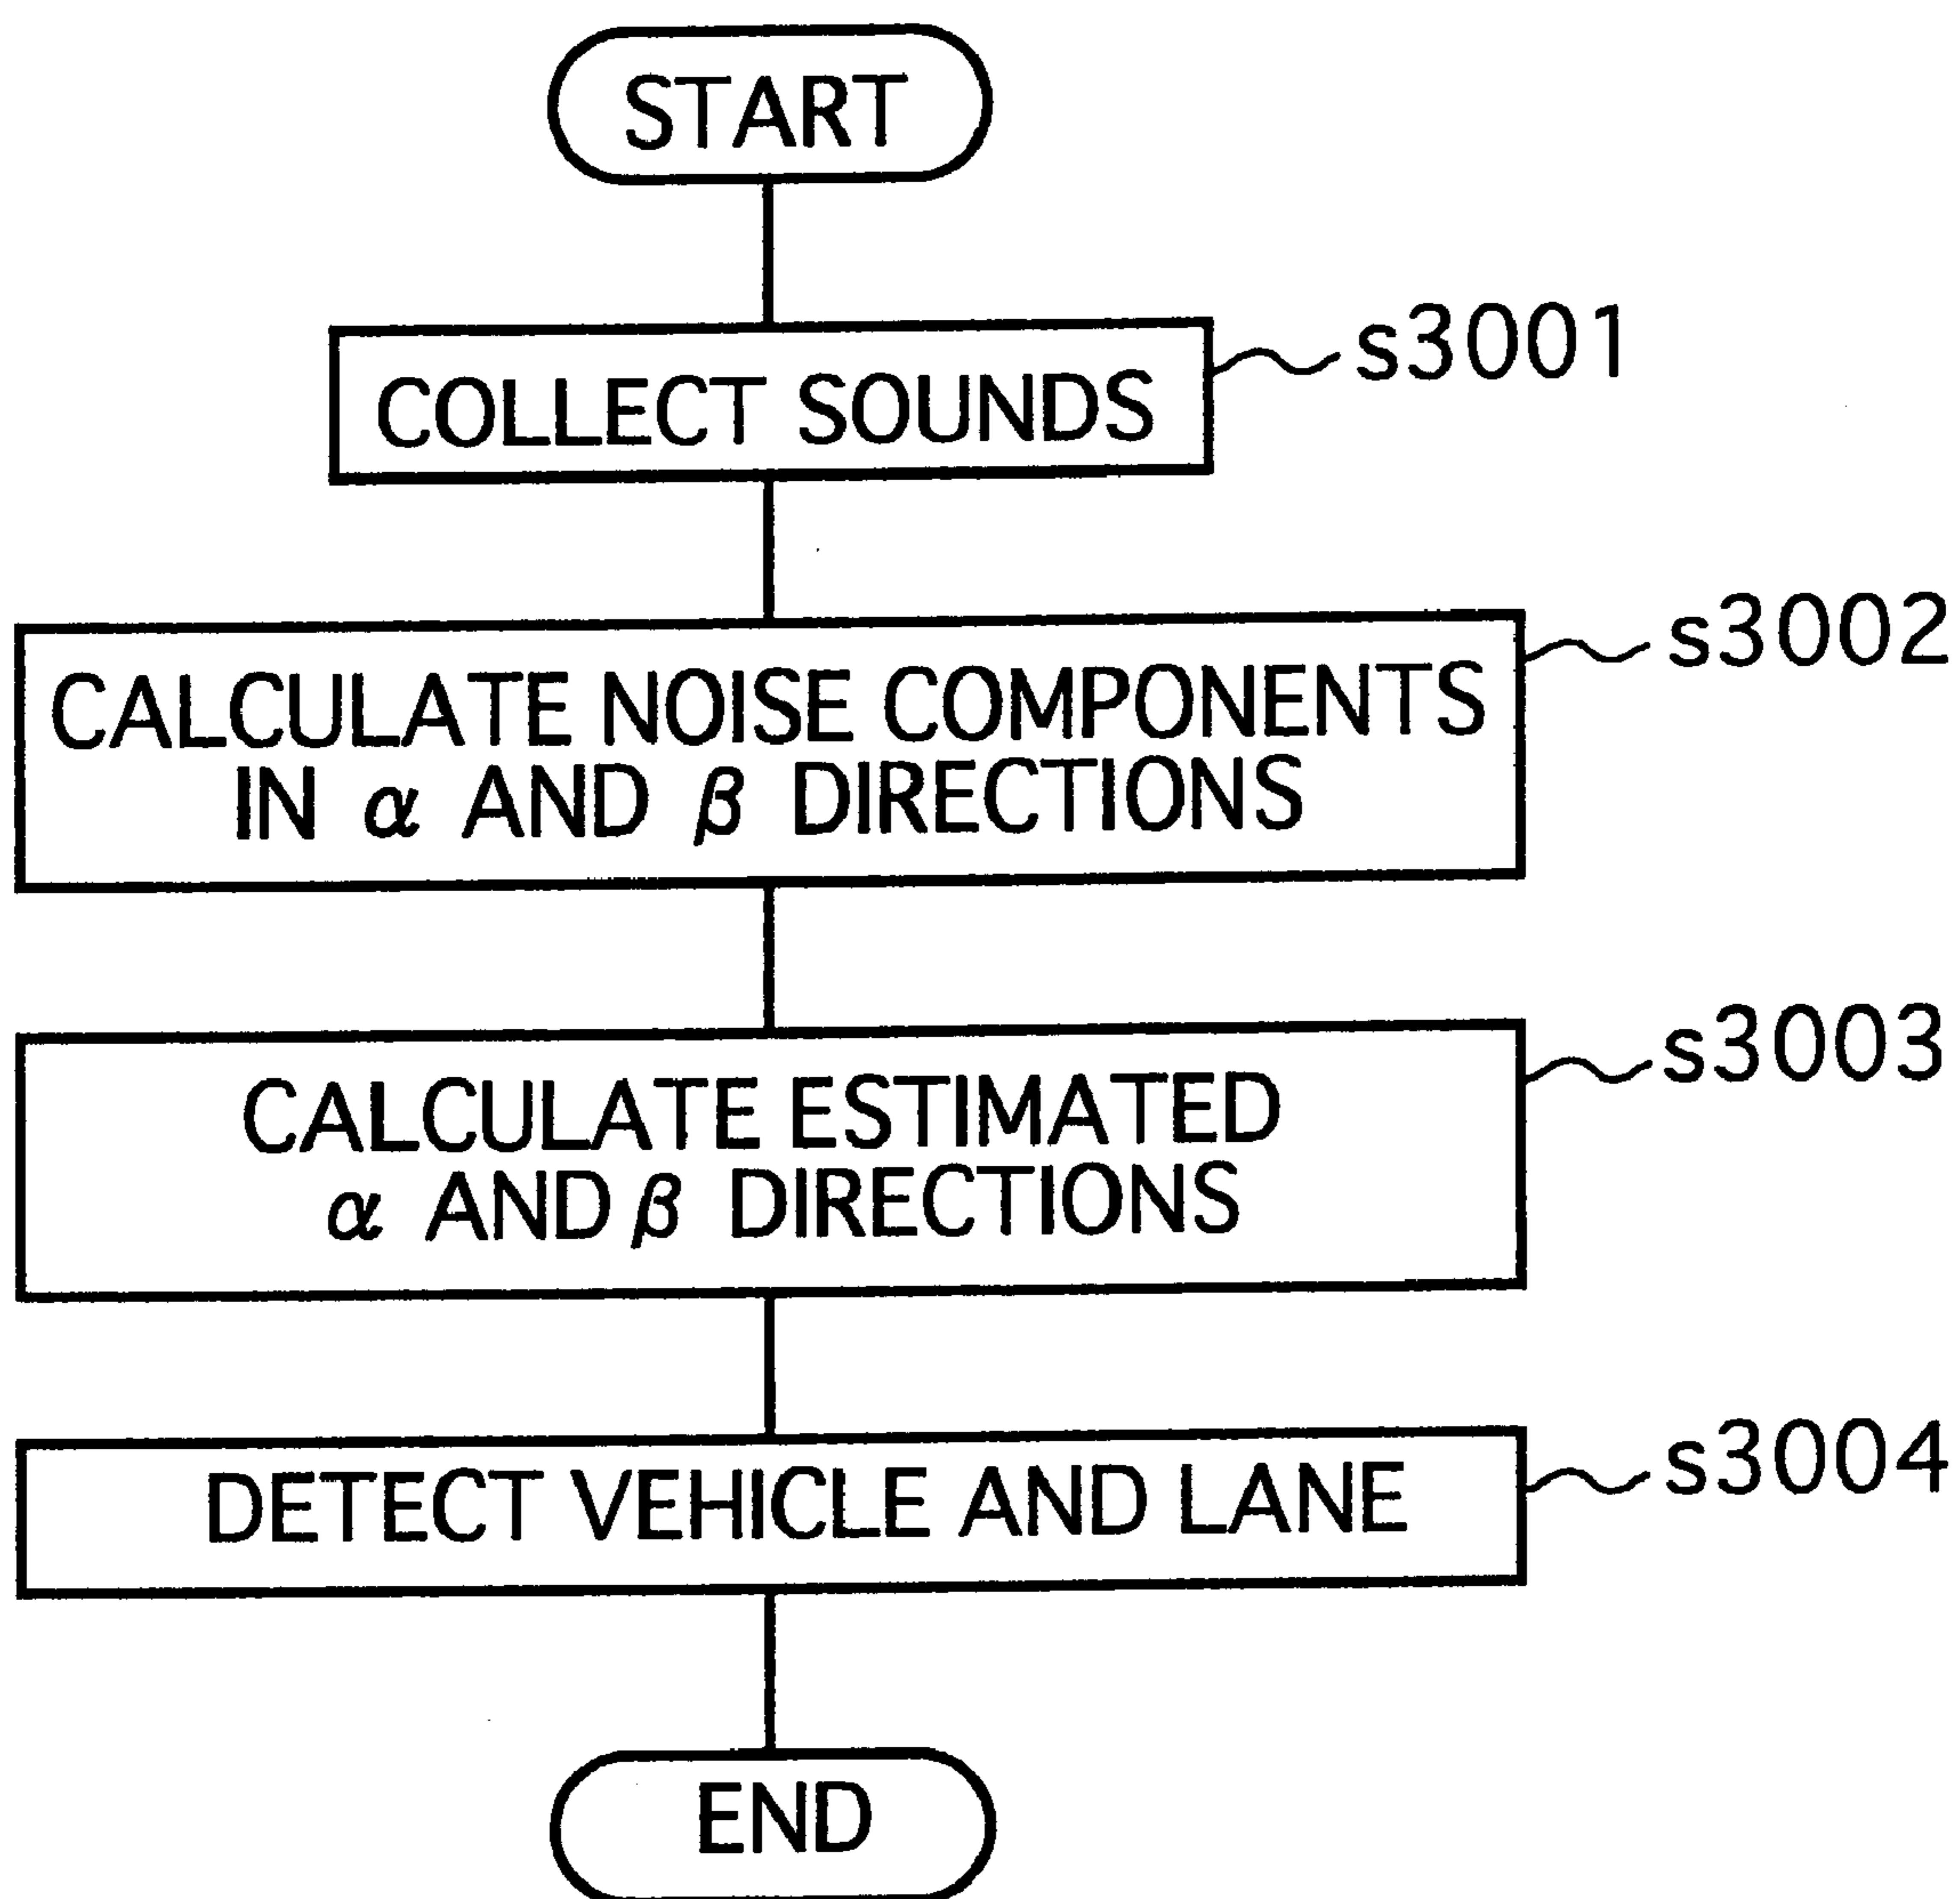 START
COLLECT SOUNDS
s3001
CALCULATE NOISE COMPONENTS
IN α AND β DIRECTIONS
s3002
CALCULATE ESTIMATED
α AND β DIRECTIONS
s3003
DETECT VEHICLE AND LANE
s3004
END